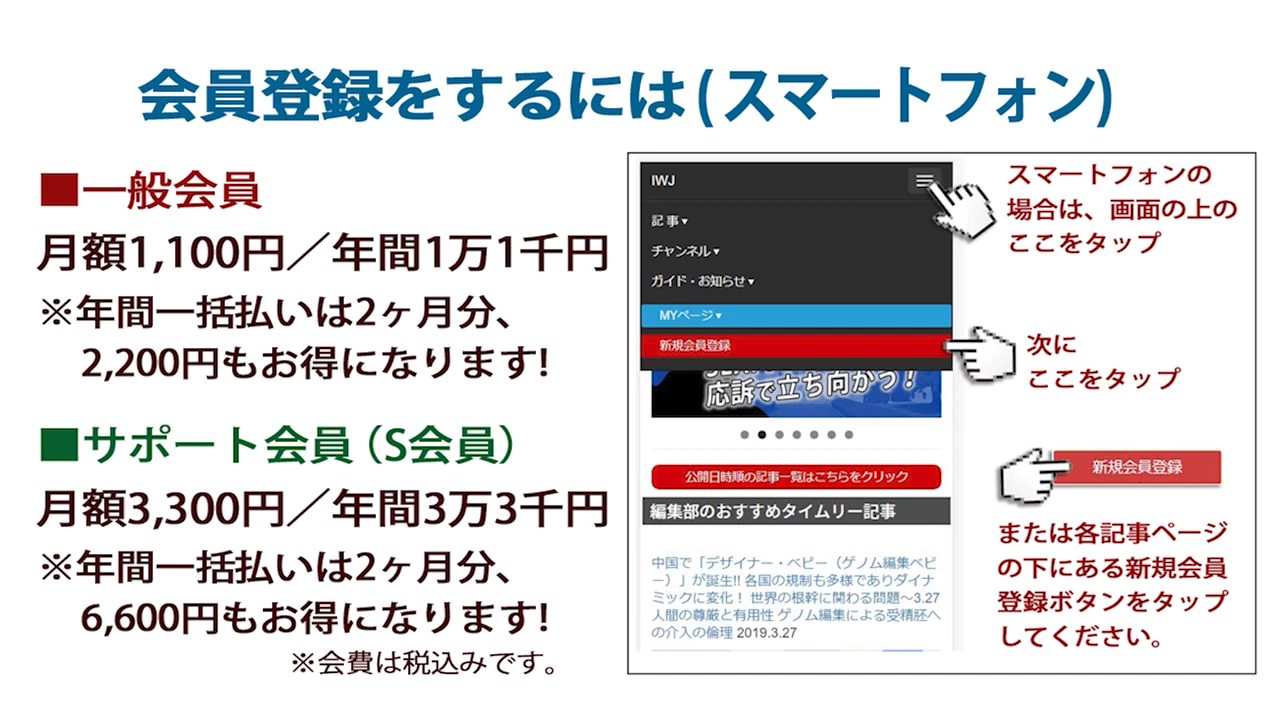 会員登録をするには(スマートフォン)
■一般会員
月額1,100円／年間1万1千円
※年間一括払いは2ヶ月分、
2,200円もお得になります!
■サポート会員（S会員）
月額3,300円／年間3万3千円
※年間一括払いは2ヶ月分、
6,600円もお得になります!
※会費は税込みです。
IWJ
記事▾
チャンネル▾
ガイド・お知らせ▾
MYページ▾
新規会員登録
応訴で立ち向かう！
公開日時順の記事一覧はこちらをクリック
編集部のおすすめタイムリー記事
中国で「デザイナー・ベビー（ゲノム編集ベビ
ー）」が誕生!! 各国の規制も多様でありダイナ
ミックに変化！ 世界の根幹に関わる問題～3.27
人間の尊厳と有用性 ゲノム編集による受精胚へ
の介入の倫理 2019.3.27
スマートフォンの
場合は、画面の上の
ここをタップ
次に
ここをタップ
新規会員登録
または各記事ページ
の下にある新規会員
登録ボタンをタップ
してください。